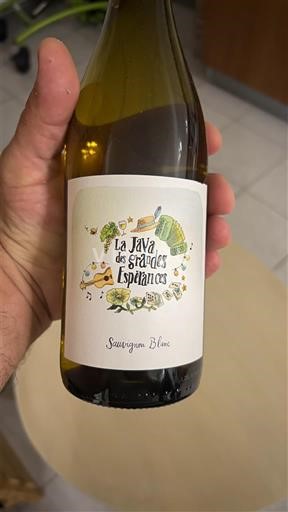 La Java
des grandes
Espérances
Sauvignon Blanc